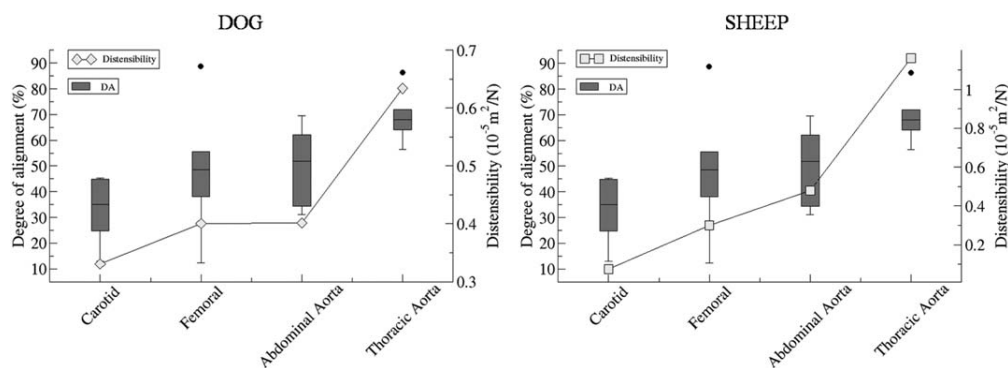 DOG
Degree of alignment (%)
90
80
70
60
50
40
30
20
10
Distensibility
DA
0.7
0.6
0.5
0.4
0.3
Distensibility (10⁻⁵ m²/N)
Carotid
Femoral
Abdominal Aorta
Thoracic Aorta
SHEEP
Degree of alignment (%)
90
80
70
60
50
40
30
20
10
Distensibility
DA
1
0.8
0.6
0.4
0.2
Distensibility (10⁻⁵ m²/N)
Carotid
Femoral
Abdominal Aorta
Thoracic Aorta